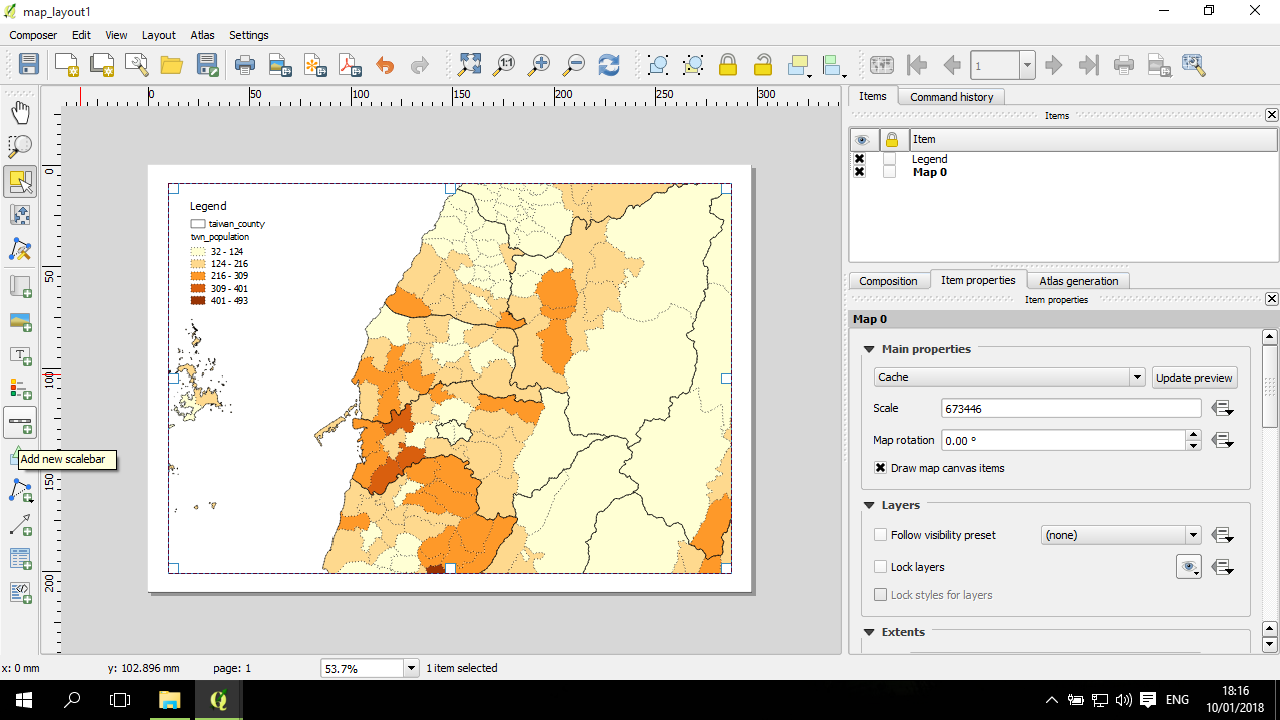 map_layout1
Composer Edit View Layout Atlas Settings
1:1
1
0 50 100 150 200 250 300
0
50
100
150
200
Items Command history
Items
Item
Legend
Map 0
Legend
taiwan_county
twn_population
32 - 124
124 - 216
216 - 309
309 - 401
401 - 493
T
Add new scalebar
Composition Item properties Atlas generation
Item properties
Map 0
Main properties
Cache Update preview
Scale 673446
Map rotation 0.00 °
Draw map canvas items
Layers
Follow visibility preset (none)
Lock layers
Lock styles for layers
Extents
x: 0 mm y: 102.896 mm page: 1 53.7% 1 item selected
ENG
18:16
10/01/2018